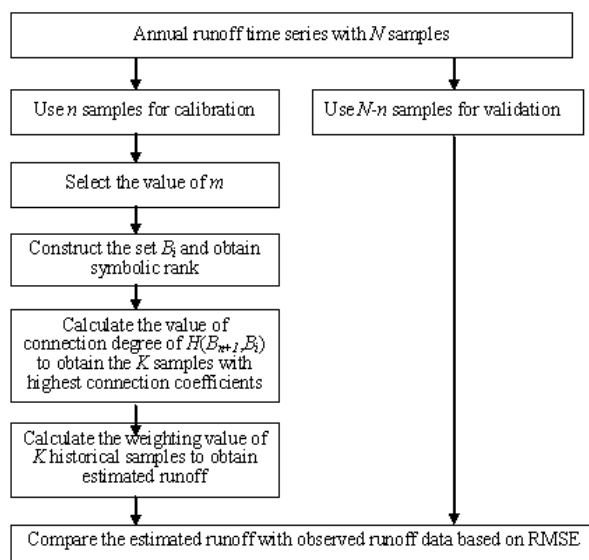 Annual runoff time series with N samples
Use n samples for calibration
Use N-n samples for validation
Select the value of m
Construct the set Bi and obtain
symbolic rank
Calculate the value of
connection degree of H(Bn+1,Bi)
to obtain the K samples with
highest connection coefficients
Calculate the weighting value of
K historical samples to obtain
estimated runoff
Compare the estimated runoff with observed runoff data based on RMSE